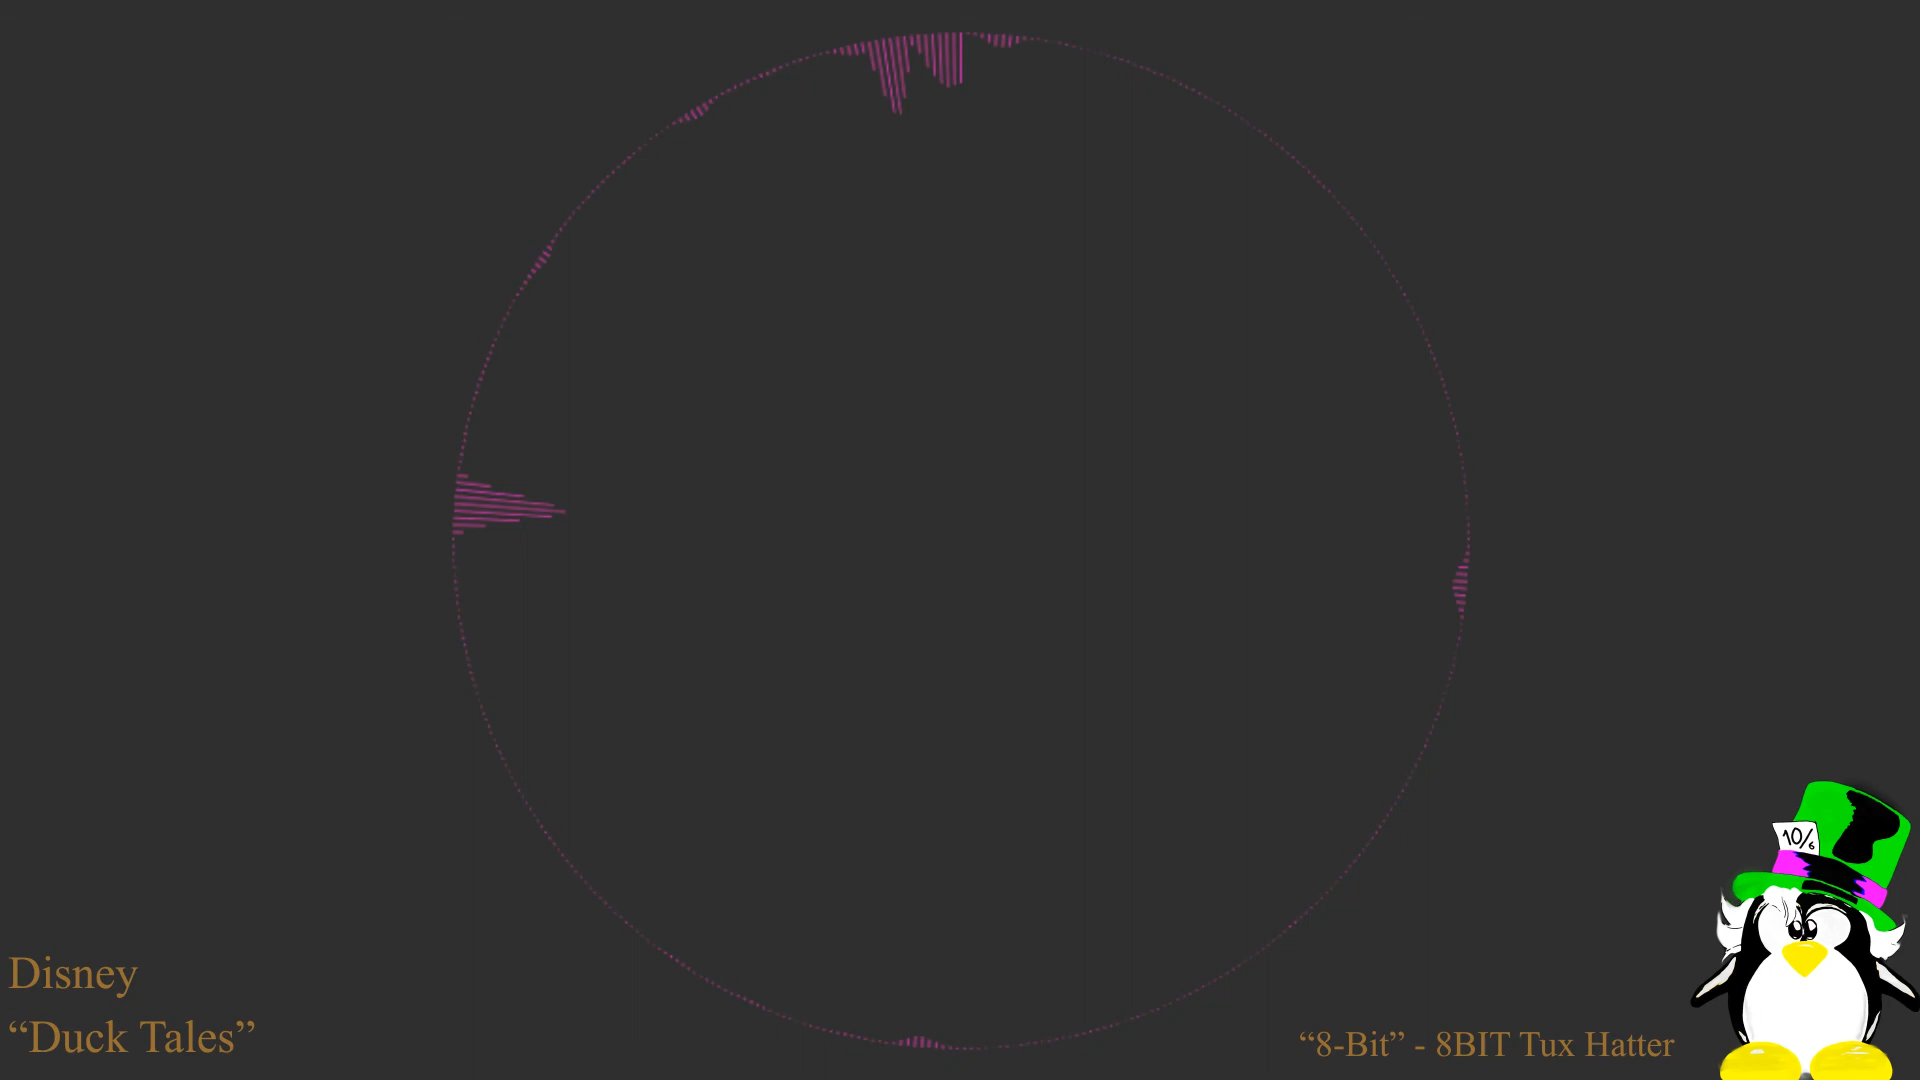 10/6
Disney
“Duck Tales”
“8-Bit” - 8BIT Tux Hatter